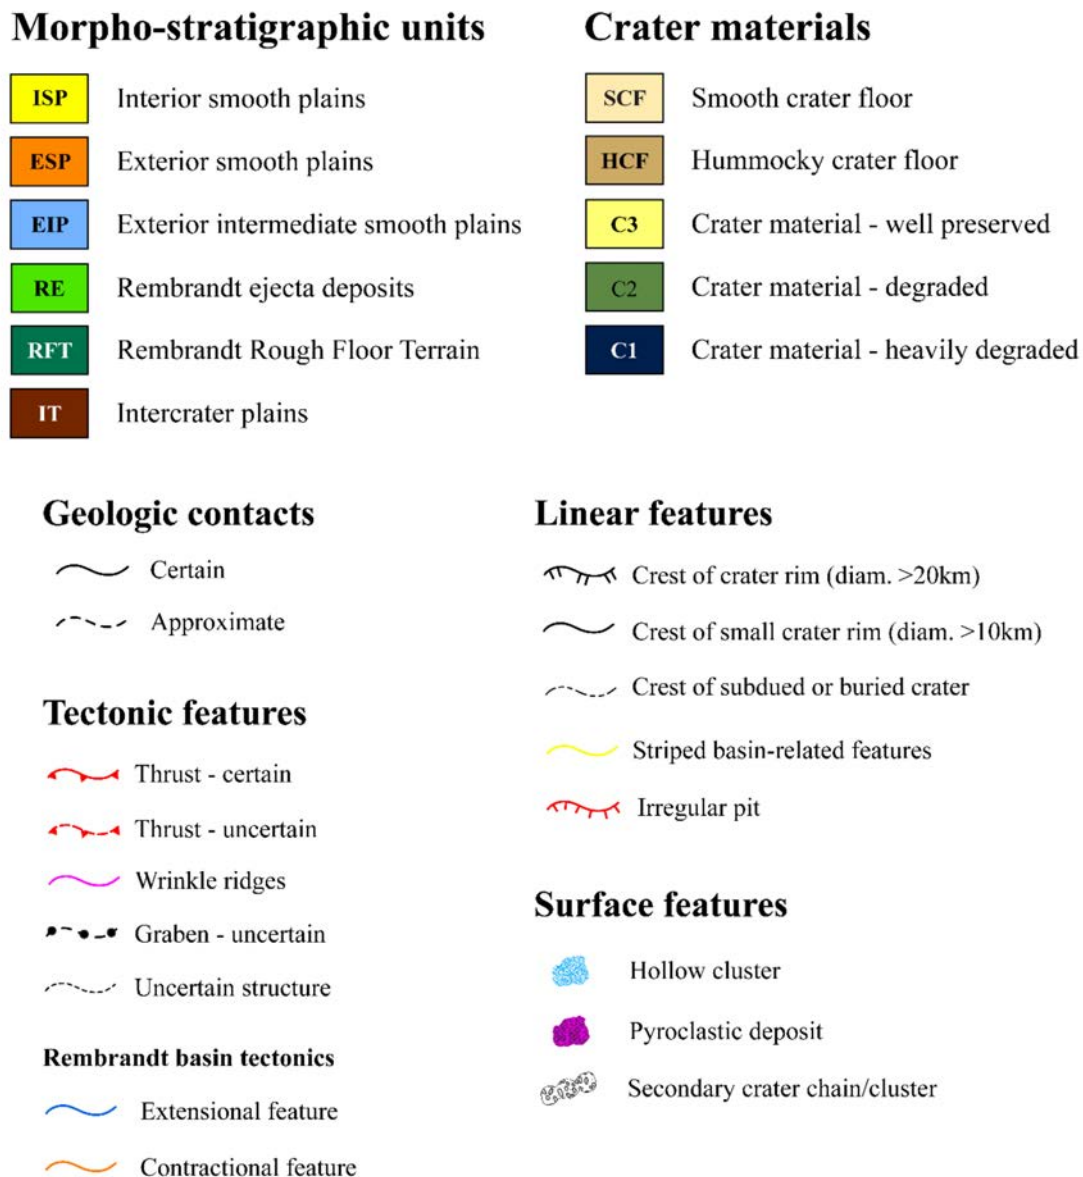 Morpho-stratigraphic units
ISP Interior smooth plains
ESP Exterior smooth plains
EIP Exterior intermediate smooth plains
RE Rembrandt ejecta deposits
RFT Rembrandt Rough Floor Terrain
IT Intercrater plains
Crater materials
SCF Smooth crater floor
HCF Hummocky crater floor
C3 Crater material - well preserved
C2 Crater material - degraded
C1 Crater material - heavily degraded
Geologic contacts
Certain
Approximate
Tectonic features
Thrust - certain
Thrust - uncertain
Wrinkle ridges
Graben - uncertain
Uncertain structure
Rembrandt basin tectonics
Extensional feature
Contractional feature
Linear features
Crest of crater rim (diam. >20km)
Crest of small crater rim (diam. >10km)
Crest of subdued or buried crater
Striped basin-related features
Irregular pit
Surface features
Hollow cluster
Pyroclastic deposit
Secondary crater chain/cluster